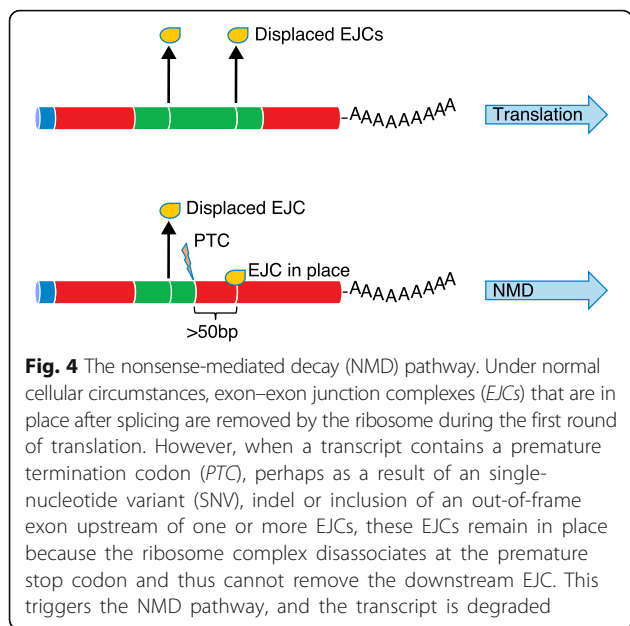 Displaced EJCs
-AAAAAAAAA
Translation
Displaced EJC
PTC
EJC in place
-AAAAAAAAA
NMD
>50bp
Fig. 4 The nonsense-mediated decay (NMD) pathway. Under normal
cellular circumstances, exon–exon junction complexes (EJCs) that are in
place after splicing are removed by the ribosome during the first round
of translation. However, when a transcript contains a premature
termination codon (PTC), perhaps as a result of an single-
nucleotide variant (SNV), indel or inclusion of an out-of-frame
exon upstream of one or more EJCs, these EJCs remain in place
because the ribosome complex disassociates at the premature
stop codon and thus cannot remove the downstream EJC. This
triggers the NMD pathway, and the transcript is degraded